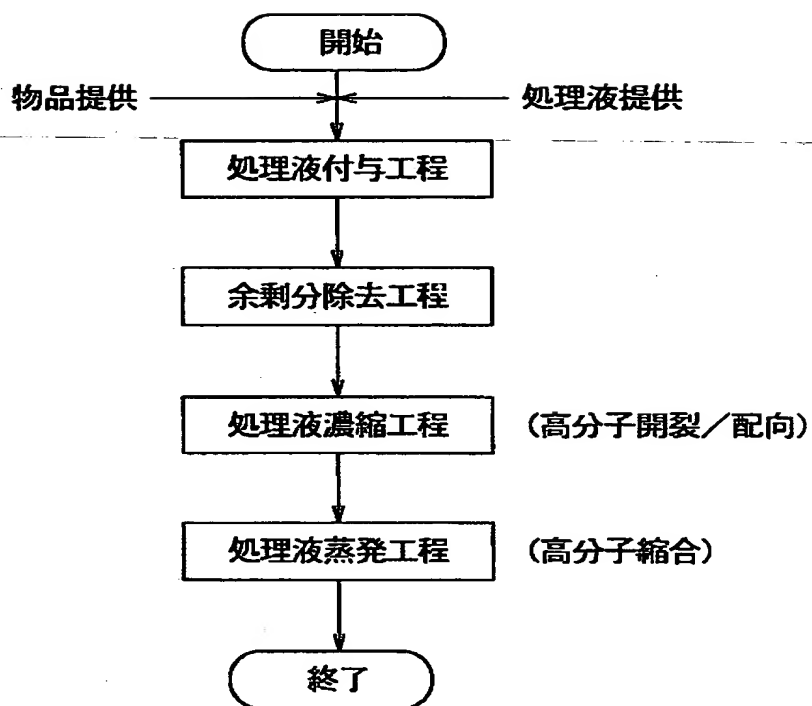 開始
物品提供
処理液提供
処理液付与工程
余剰分除去工程
処理液濃縮工程
(高分子開裂／配向)
処理液蒸発工程
(高分子縮合)
終了